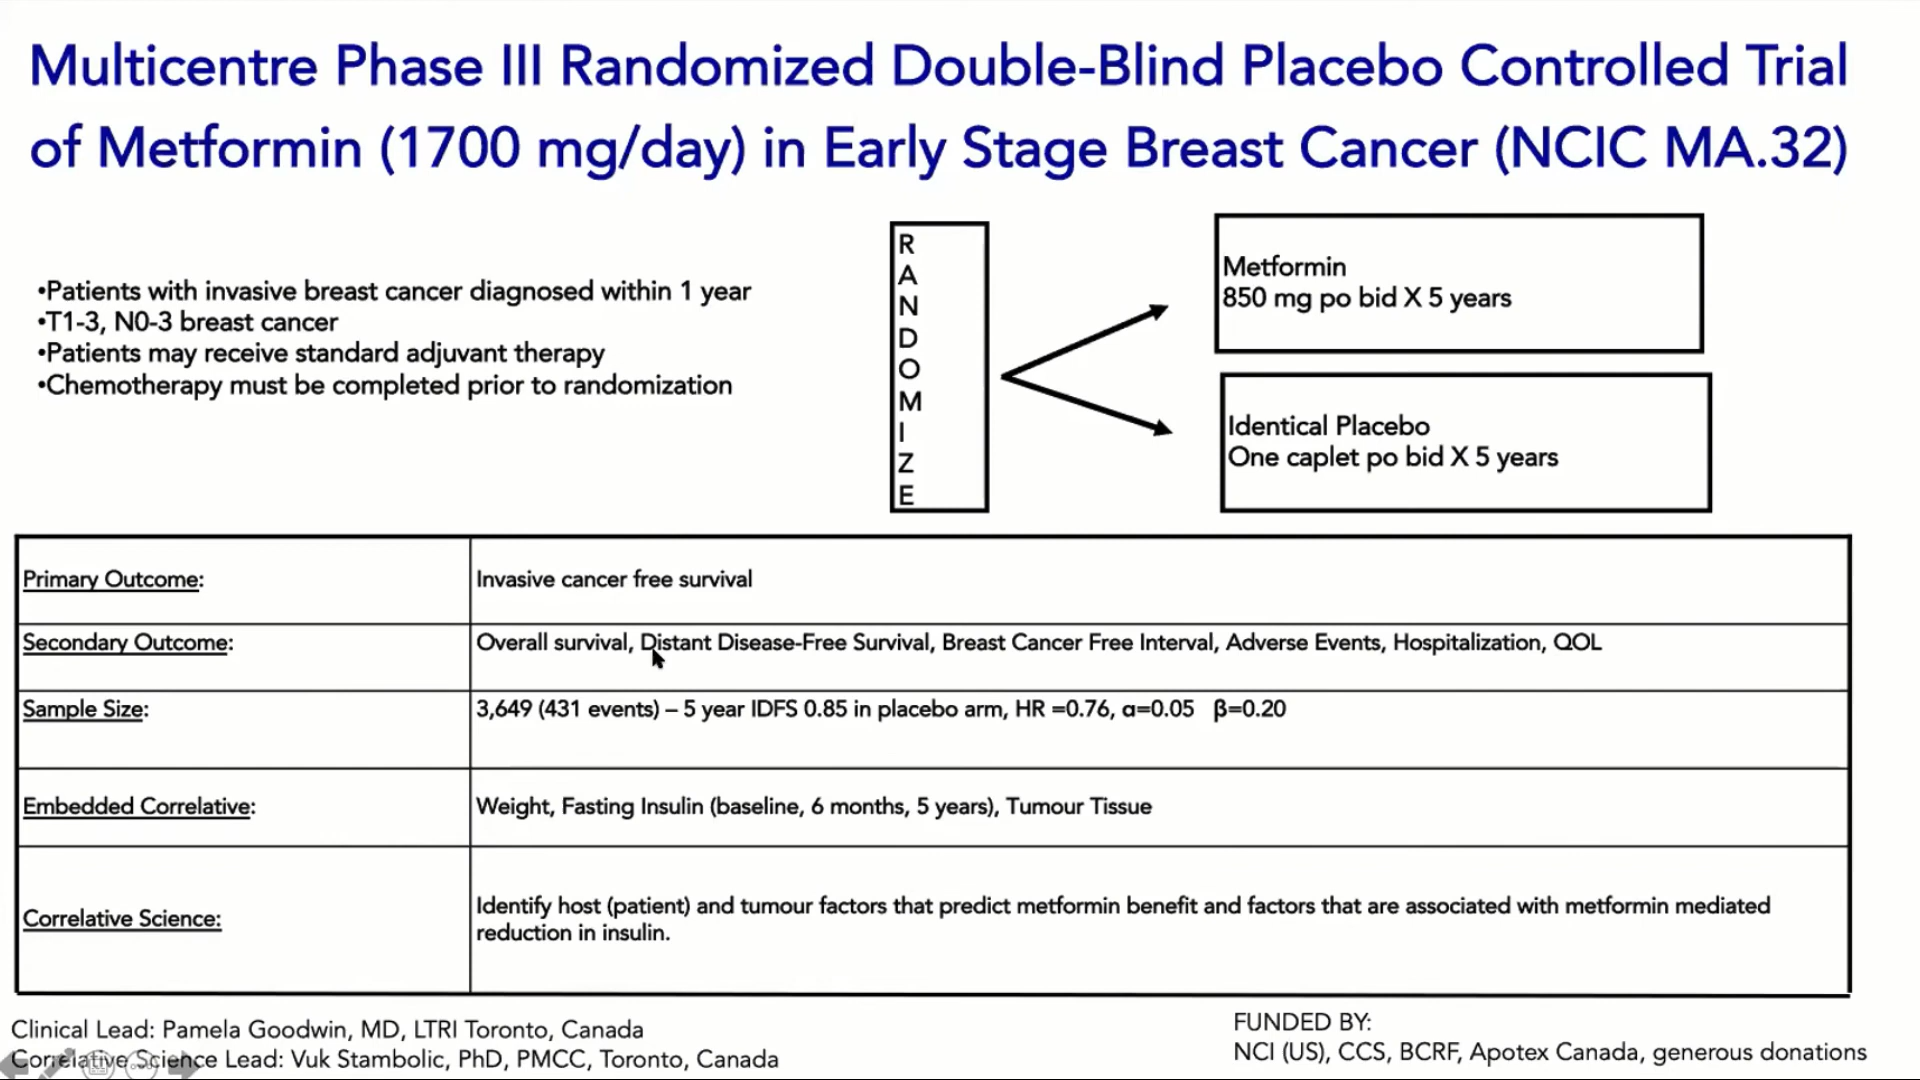 Multicentre Phase III Randomized Double-Blind Placebo Controlled Trial
of Metformin (1700 mg/day) in Early Stage Breast Cancer (NCIC MA.32)
•Patients with invasive breast cancer diagnosed within 1 year
•T1-3, N0-3 breast cancer
•Patients may receive standard adjuvant therapy
•Chemotherapy must be completed prior to randomization
R
A
N
D
O
M
I
Z
E
Metformin
850 mg po bid X 5 years
Identical Placebo
One caplet po bid X 5 years
Primary Outcome: Invasive cancer free survival
Secondary Outcome: Overall survival, Distant Disease-Free Survival, Breast Cancer Free Interval, Adverse Events, Hospitalization, QOL
Sample Size: 3,649 (431 events) – 5 year IDFS 0.85 in placebo arm, HR =0.76, α=0.05 β=0.20
Embedded Correlative: Weight, Fasting Insulin (baseline, 6 months, 5 years), Tumour Tissue
Correlative Science: Identify host (patient) and tumour factors that predict metformin benefit and factors that are associated with metformin mediated
reduction in insulin.
Clinical Lead: Pamela Goodwin, MD, LTRI Toronto, Canada
Correlative Science Lead: Vuk Stambolic, PhD, PMCC, Toronto, Canada
FUNDED BY:
NCI (US), CCS, BCRF, Apotex Canada, generous donations